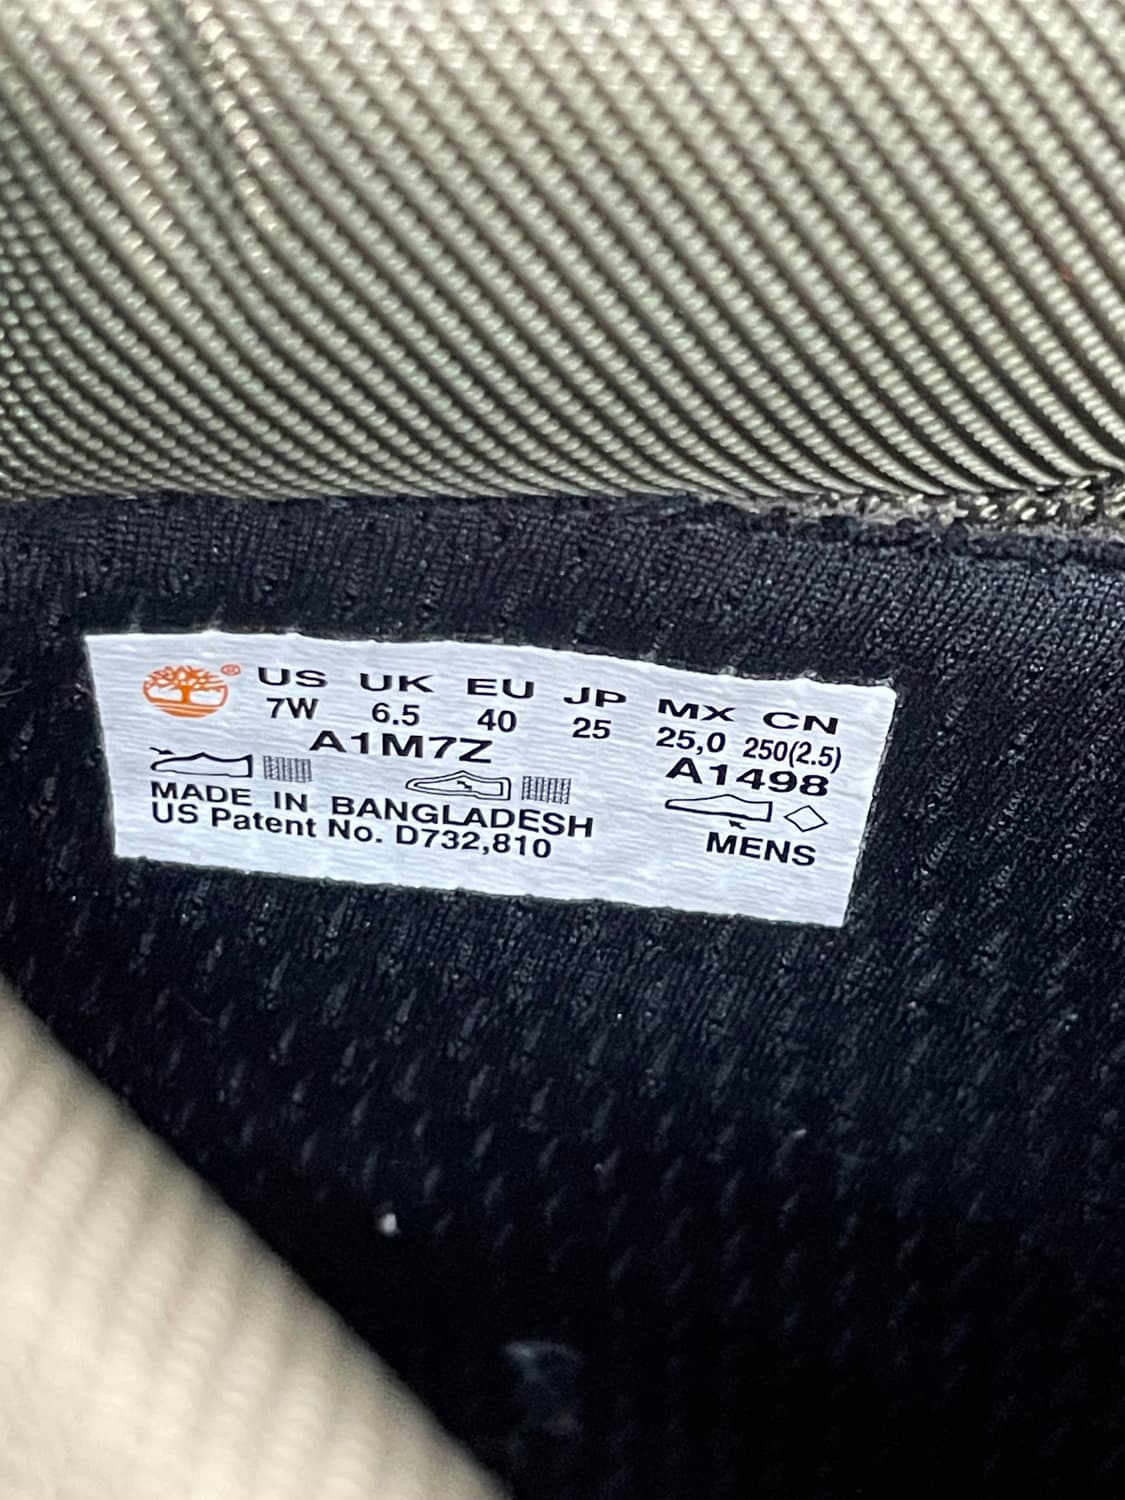 ® US UK EU JP MX CN
7W 6.5 40 25 25,0 250(2.5)
A1M7Z A1498
MADE IN BANGLADESH
US Patent No. D732,810
MENS